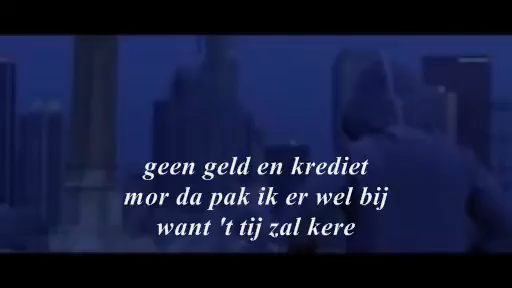 geen geld en krediet
mor da pak ik er wel bij
want 't tij zal kere